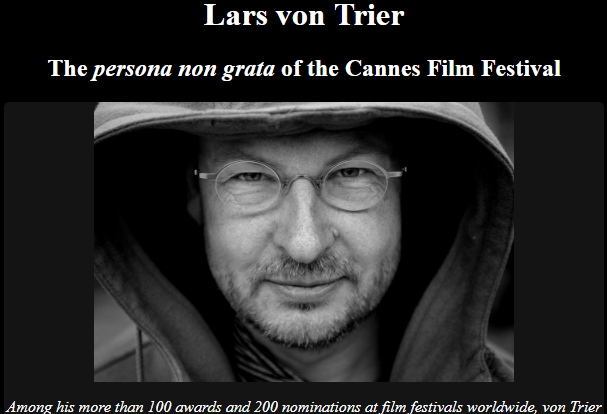 Lars von Trier
The persona non grata of the Cannes Film Festival
Among his more than 100 awards and 200 nominations at film festivals worldwide, von Trier